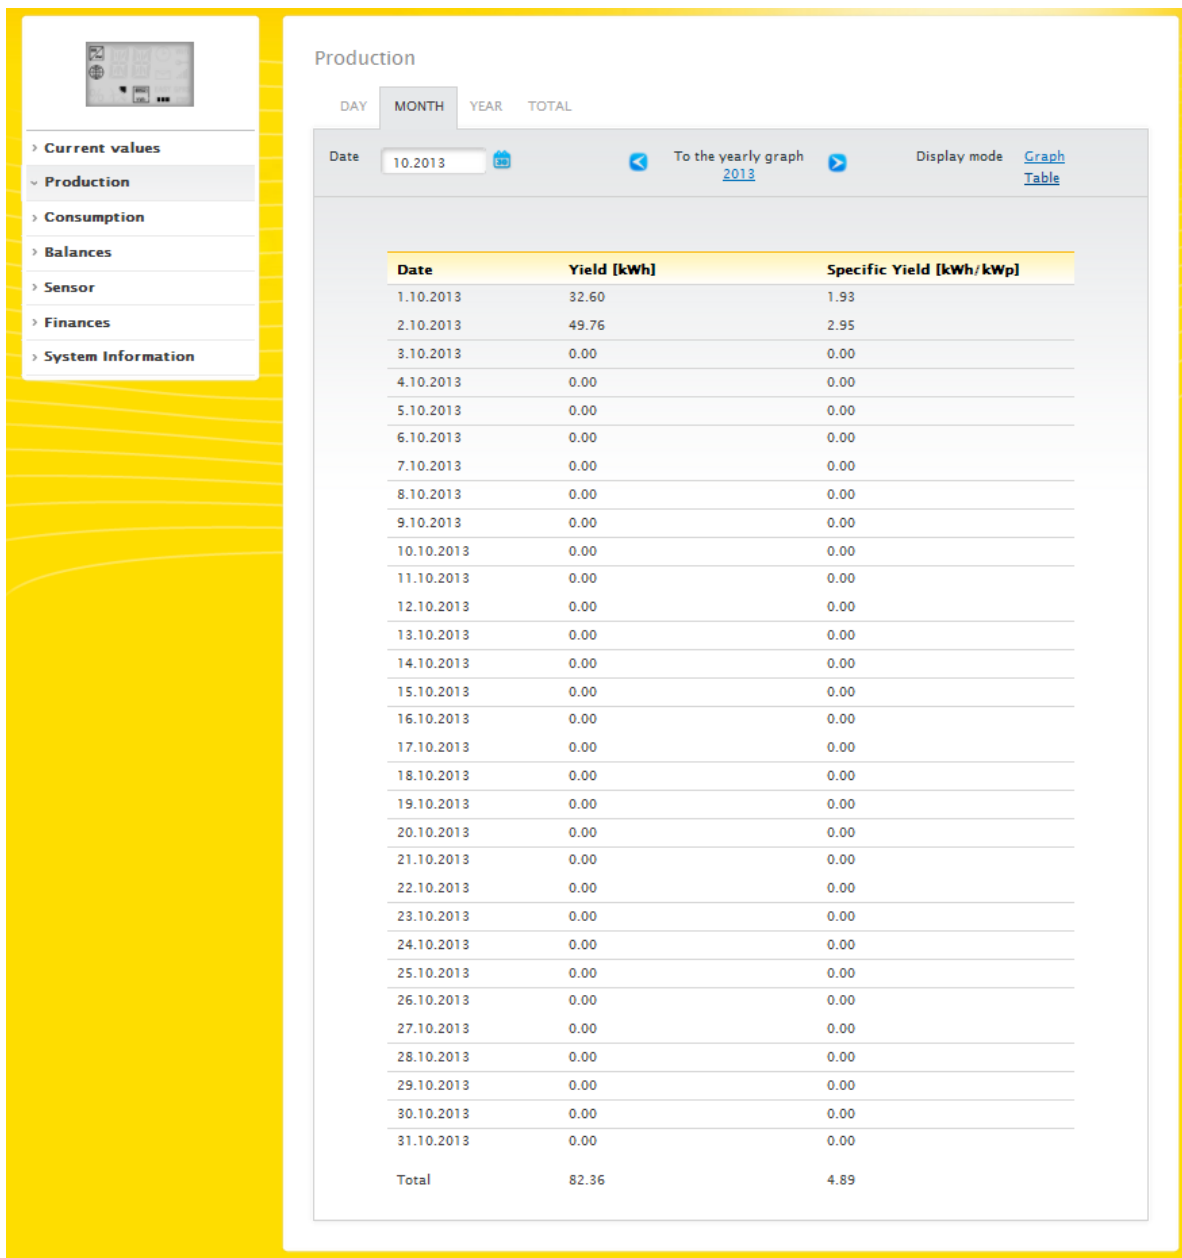 Current values
Production
Consumption
Balances
Sensor
Finances
System Information
Production
DAY MONTH YEAR TOTAL
Date 10.2013 30 To the yearly graph Display mode Graph
2013 Table
Date Yield [kWh] Specific Yield [kWh/kWp]
1.10.2013 32.60 1.93
2.10.2013 49.76 2.95
3.10.2013 0.00 0.00
4.10.2013 0.00 0.00
5.10.2013 0.00 0.00
6.10.2013 0.00 0.00
7.10.2013 0.00 0.00
8.10.2013 0.00 0.00
9.10.2013 0.00 0.00
10.10.2013 0.00 0.00
11.10.2013 0.00 0.00
12.10.2013 0.00 0.00
13.10.2013 0.00 0.00
14.10.2013 0.00 0.00
15.10.2013 0.00 0.00
16.10.2013 0.00 0.00
17.10.2013 0.00 0.00
18.10.2013 0.00 0.00
19.10.2013 0.00 0.00
20.10.2013 0.00 0.00
21.10.2013 0.00 0.00
22.10.2013 0.00 0.00
23.10.2013 0.00 0.00
24.10.2013 0.00 0.00
25.10.2013 0.00 0.00
26.10.2013 0.00 0.00
27.10.2013 0.00 0.00
28.10.2013 0.00 0.00
29.10.2013 0.00 0.00
30.10.2013 0.00 0.00
31.10.2013 0.00 0.00
Total 82.36 4.89